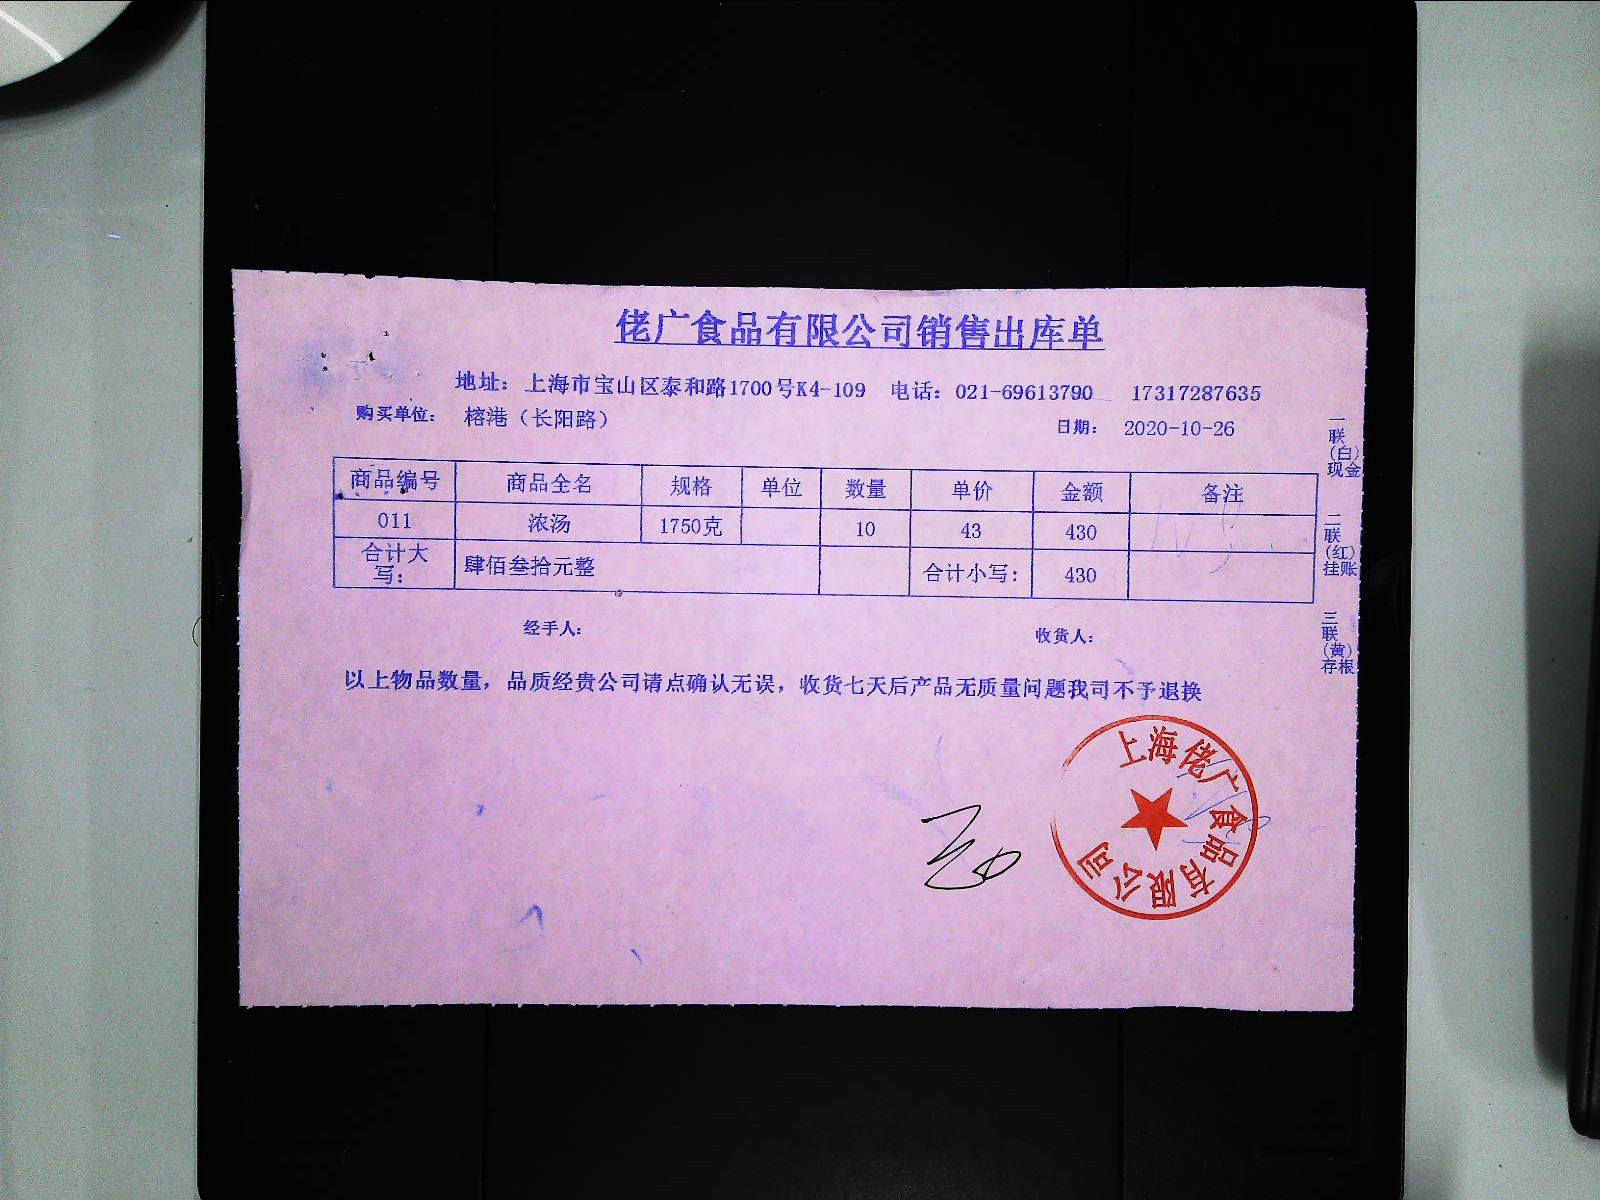 佬广食品有限公司销售出库单
地址：上海市宝山区泰和路1700号K4-109 电话：021-69613790 17317287635
购买单位： 榕港（长阳路） 日期： 2020-10-26
商品编号 商品全名 规格 单位 数量 单价 金额 备注
011 浓汤 1750克 10 43 430
合计大写： 肆佰叁拾元整 合计小写： 430
经手人： 收货人：
以上物品数量，品质经贵公司请点确认无误，收货七天后产品无质量问题我司不予退换
一联（白）现金
二联（红）挂账
三联（黄）存根
上海佬广食品有限公司